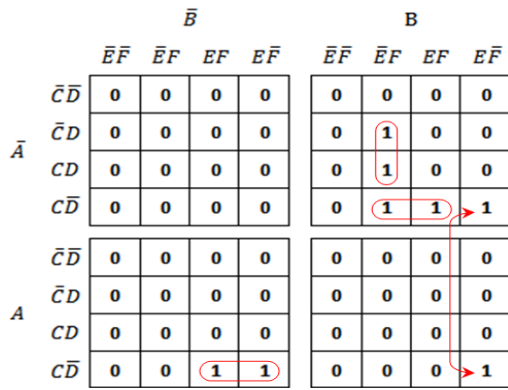 B̄ B
ĒF̄ ĒF EF EF̄ ĒF̄ ĒF EF EF̄
C̄D̄ 0 0 0 0 0 0 0 0
C̄D 0 0 0 0 0 1 0 0
Ā
CD 0 0 0 0 0 1 0 0
CD̄ 0 0 0 0 0 1 1 1
C̄D̄ 0 0 0 0 0 0 0 0
C̄D 0 0 0 0 0 0 0 0
A
CD 0 0 0 0 0 0 0 0
CD̄ 0 0 1 1 0 0 0 1